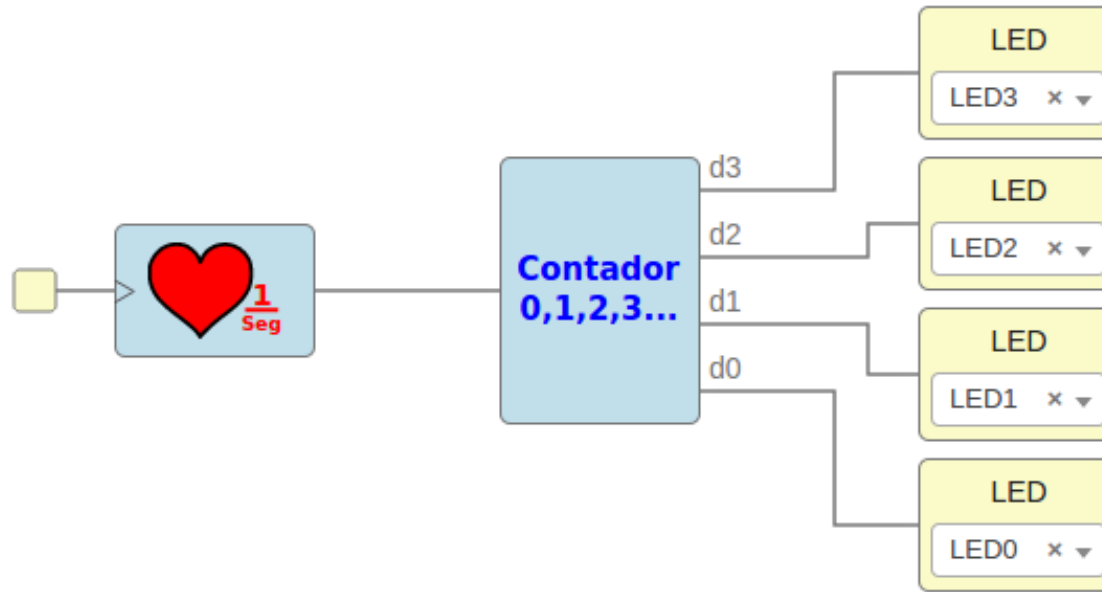 LED
LED3 × ▾
d3
LED
d2
LED2 × ▾
Contador
0,1,2,3...
1
Seg
d1
LED
d0
LED1 × ▾
LED
LED0 × ▾